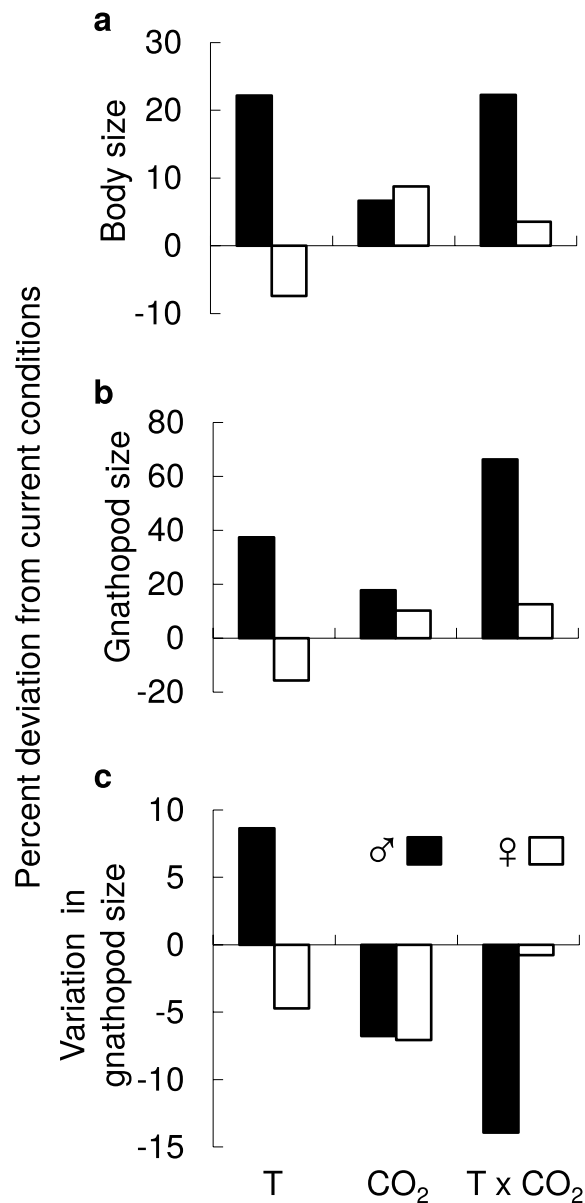 Percent deviation from current conditions
a
Body size
30
20
10
0
-10
b
Gnathopod size
80
60
40
20
0
-20
c
Variation in
gnathopod size
10
5
0
-5
-10
-15
♂ ♀
T CO₂ T x CO₂